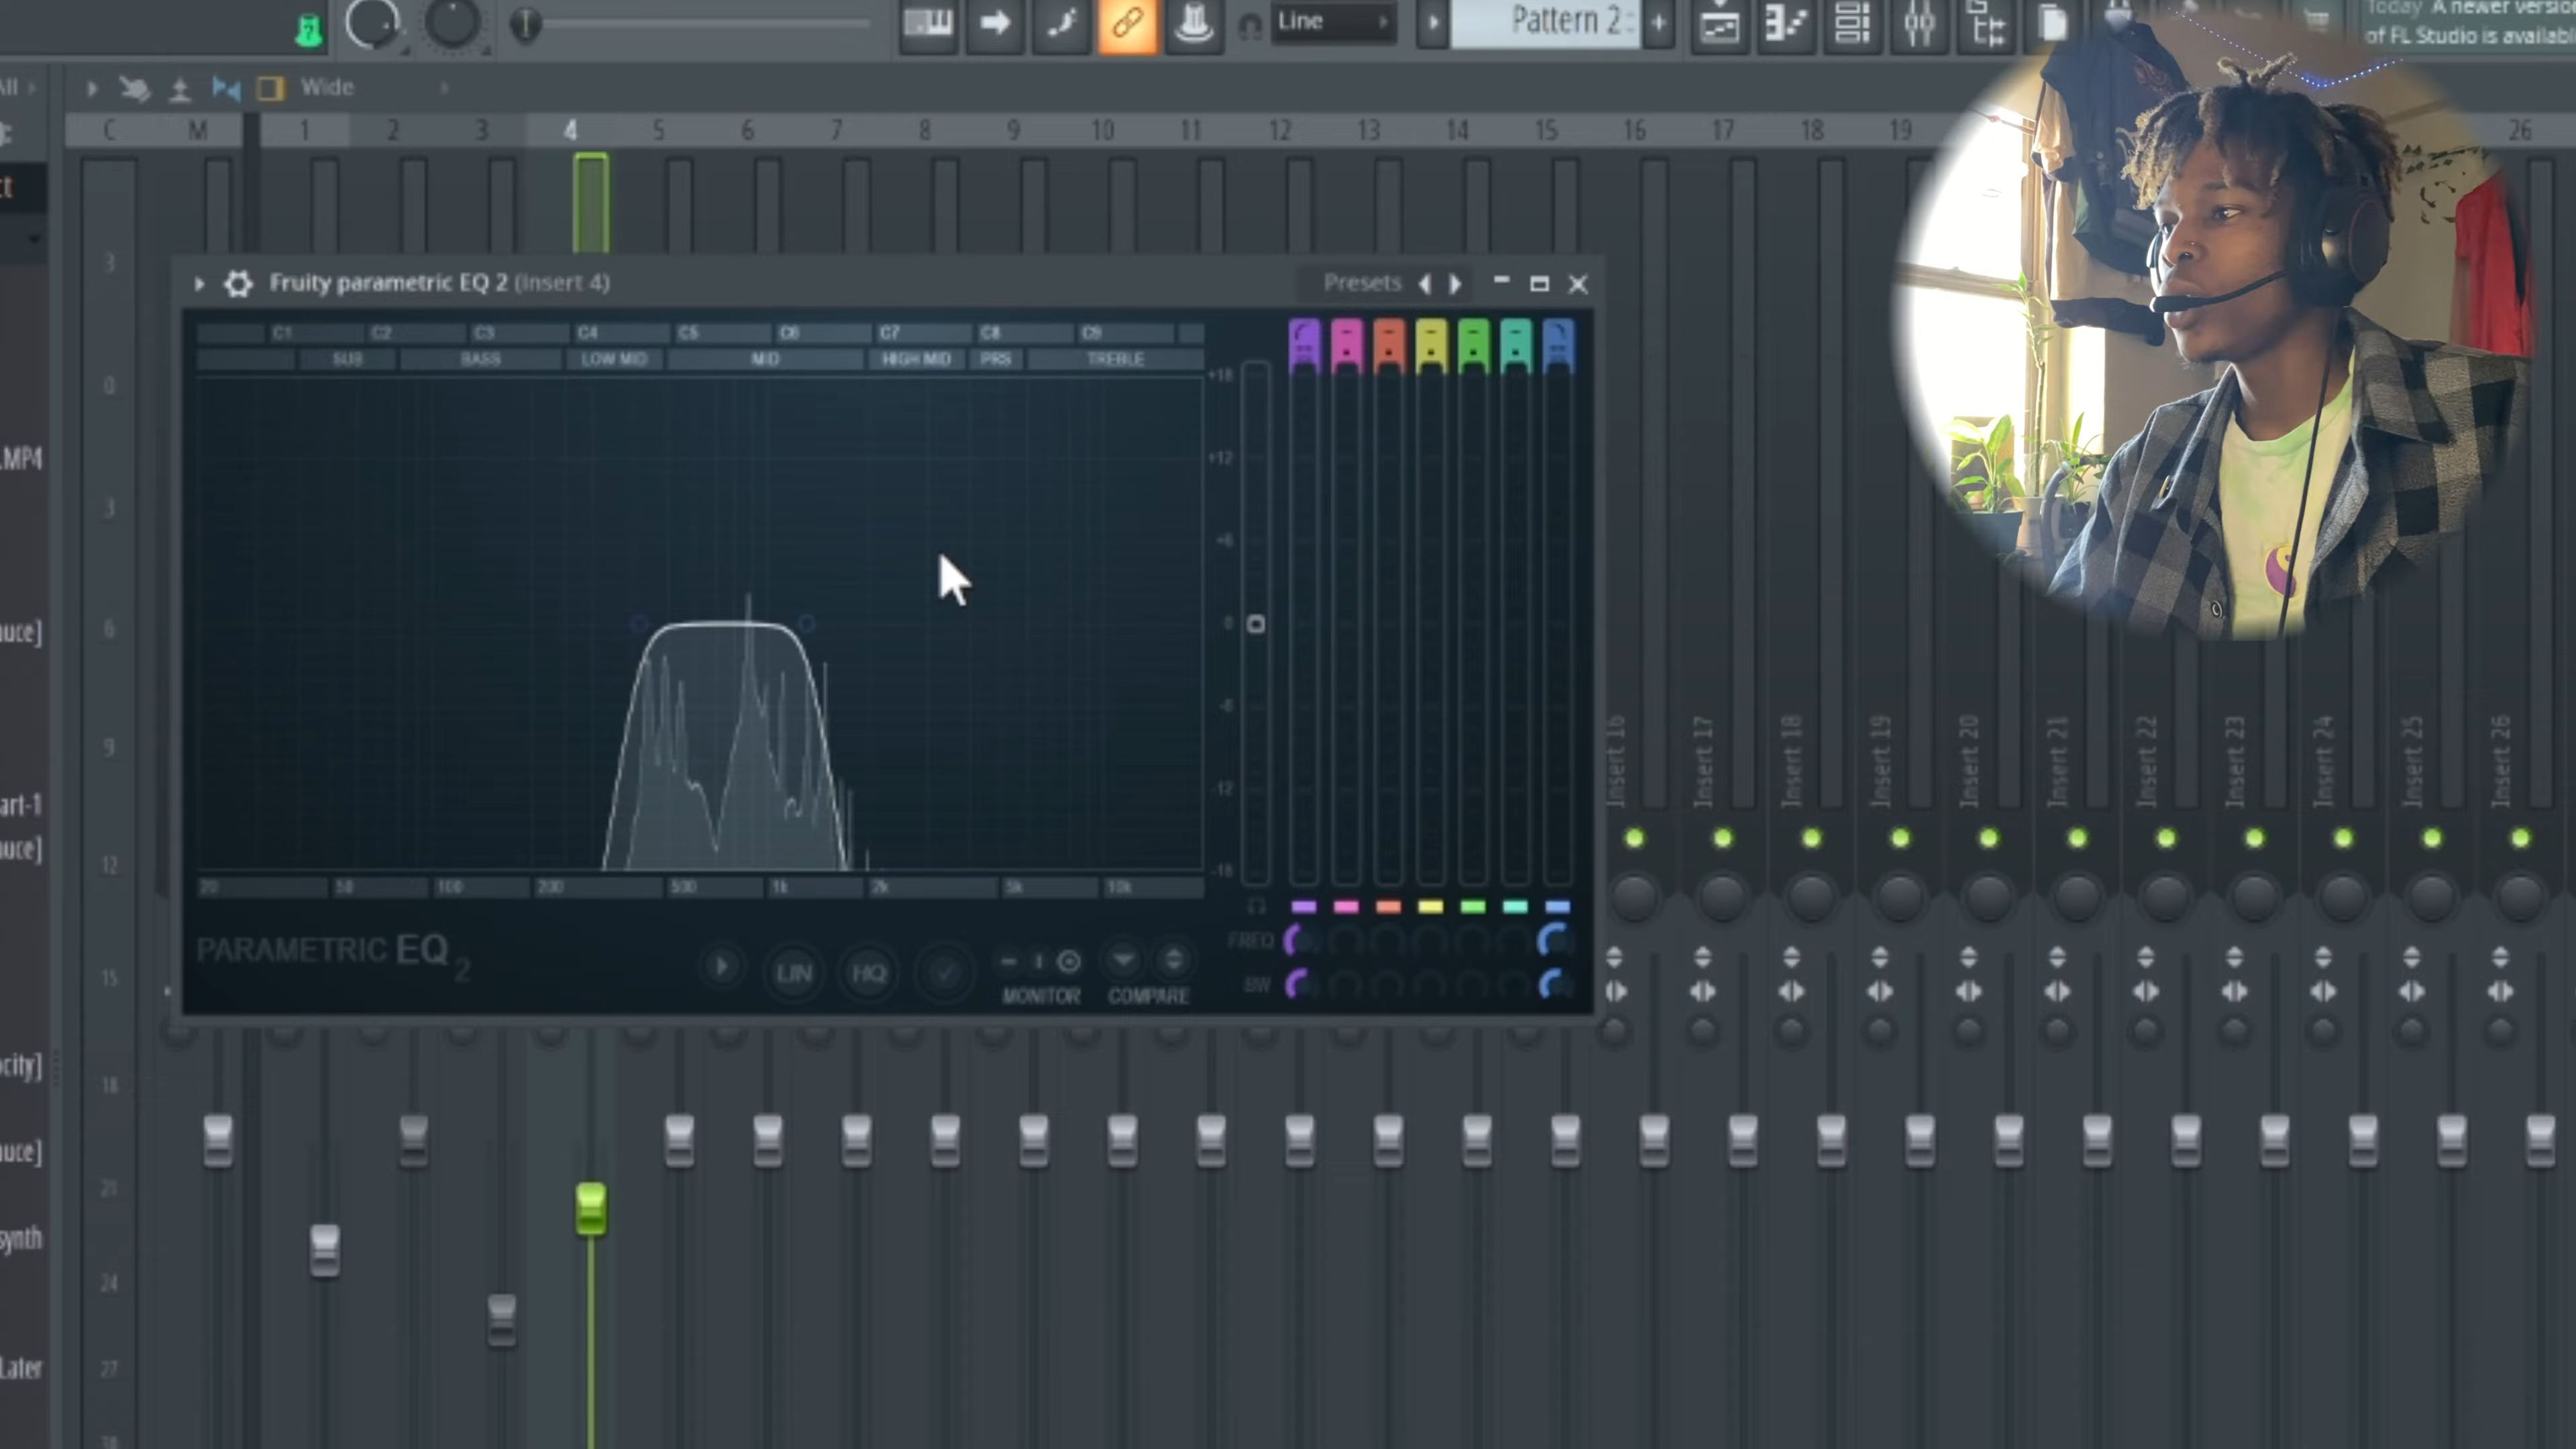 Line
Pattern 2
+
Today A newer versio
of FL Studio is availabl
All
Wide
C M 1 2 3 4 5 6 7 8 9 10 11 12 13 14 15 16 17 18 19 26
ct
3
0
.MP4
3
6
9
art-1
12
15
18
21
synth
24
Later
27
Fruity parametric EQ 2 (Insert 4)
Presets
C1 C2 C3 C4 C5 C6 C7 C8 C9
SUB BASS LOW MID MID HIGH MID PRS TREBLE
+18
+12
+6
0
-6
-12
-18
20 50 100 200 500 1k 2k 5k 10k
PARAMETRIC EQ 2
LIN HQ
MONITOR COMPARE
FREQ
BW
uce]
uce]
ocity]
uce]
Insert 16
Insert 17
Insert 18
Insert 19
Insert 20
Insert 21
Insert 22
Insert 23
Insert 24
Insert 25
Insert 26